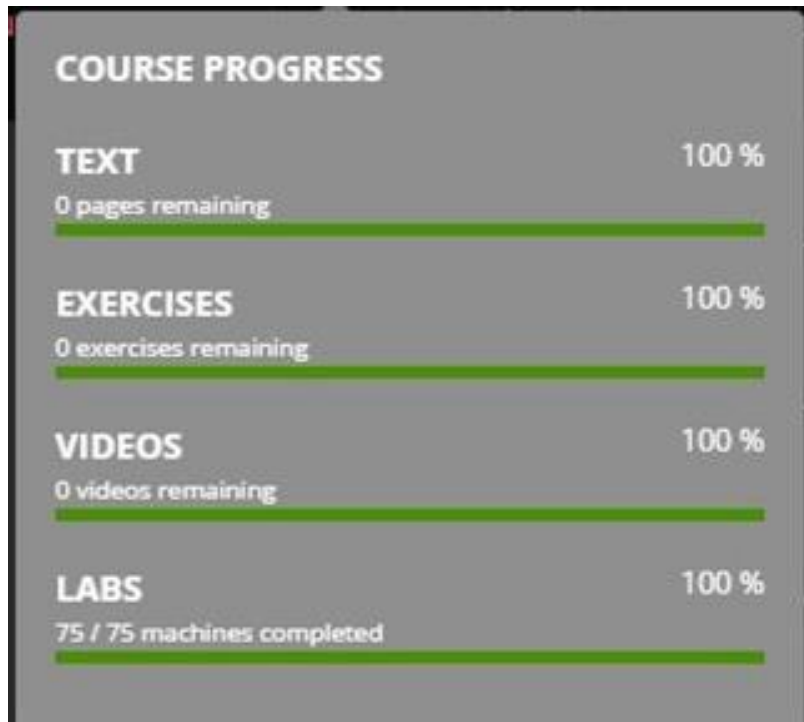 COURSE PROGRESS
TEXT 100 %
0 pages remaining
EXERCISES 100 %
0 exercises remaining
VIDEOS 100 %
0 videos remaining
LABS 100 %
75 / 75 machines completed